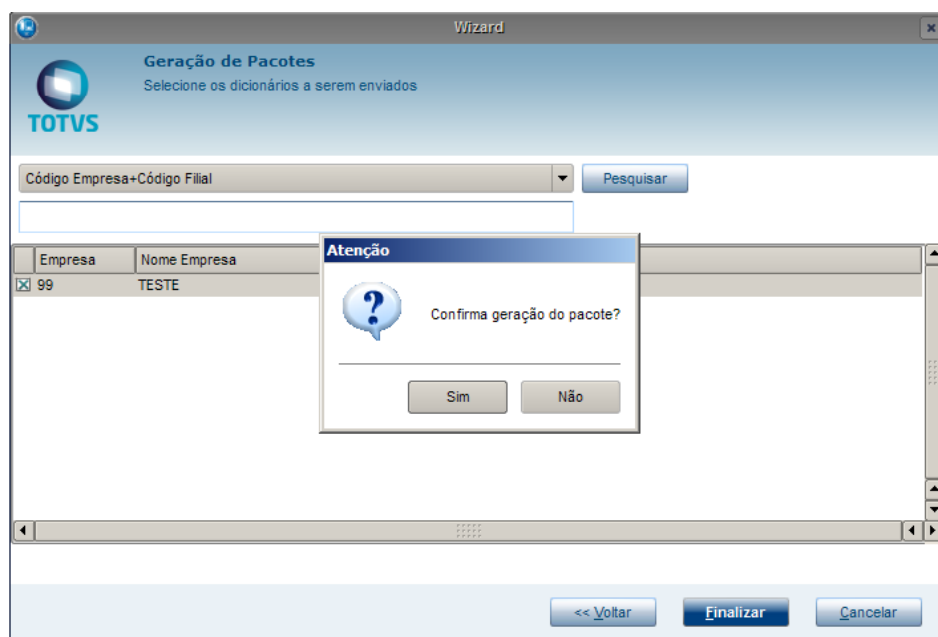 Wizard
Geração de Pacotes
Selecione os dicionários a serem enviados
TOTVS
Código Empresa+Código Filial
Pesquisar
Empresa Nome Empresa
99 TESTE
Atenção
Confirma geração do pacote?
Sim Não
<< Voltar Finalizar Cancelar